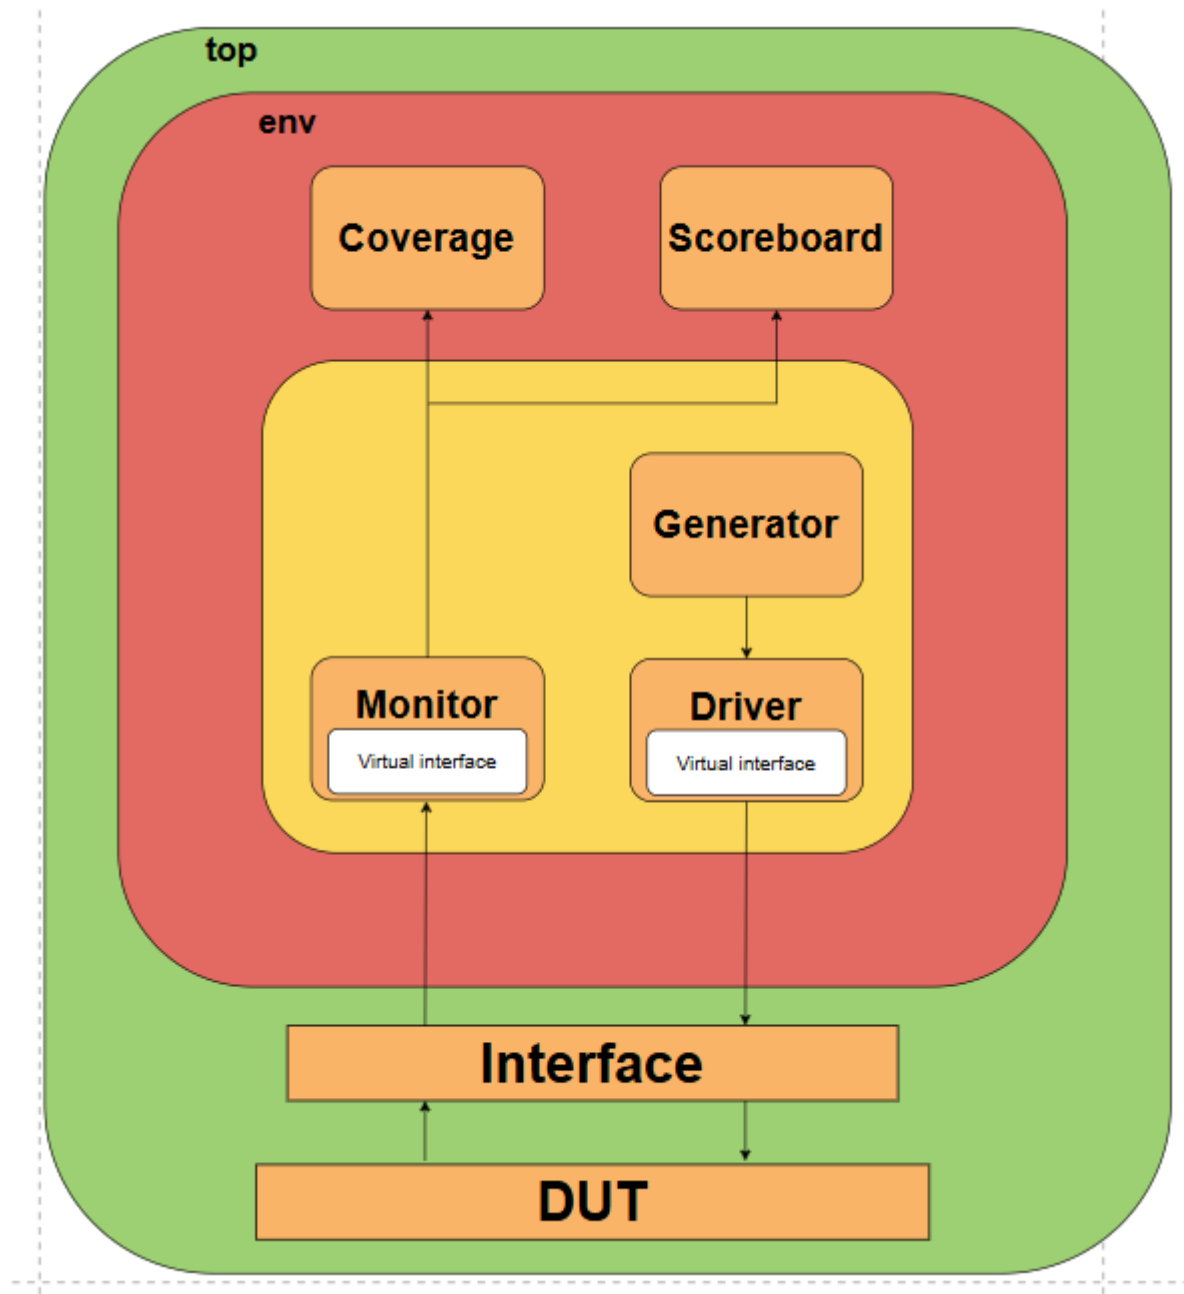 top
env
Coverage
Scoreboard
Generator
Monitor
Virtual interface
Driver
Virtual interface
Interface
DUT